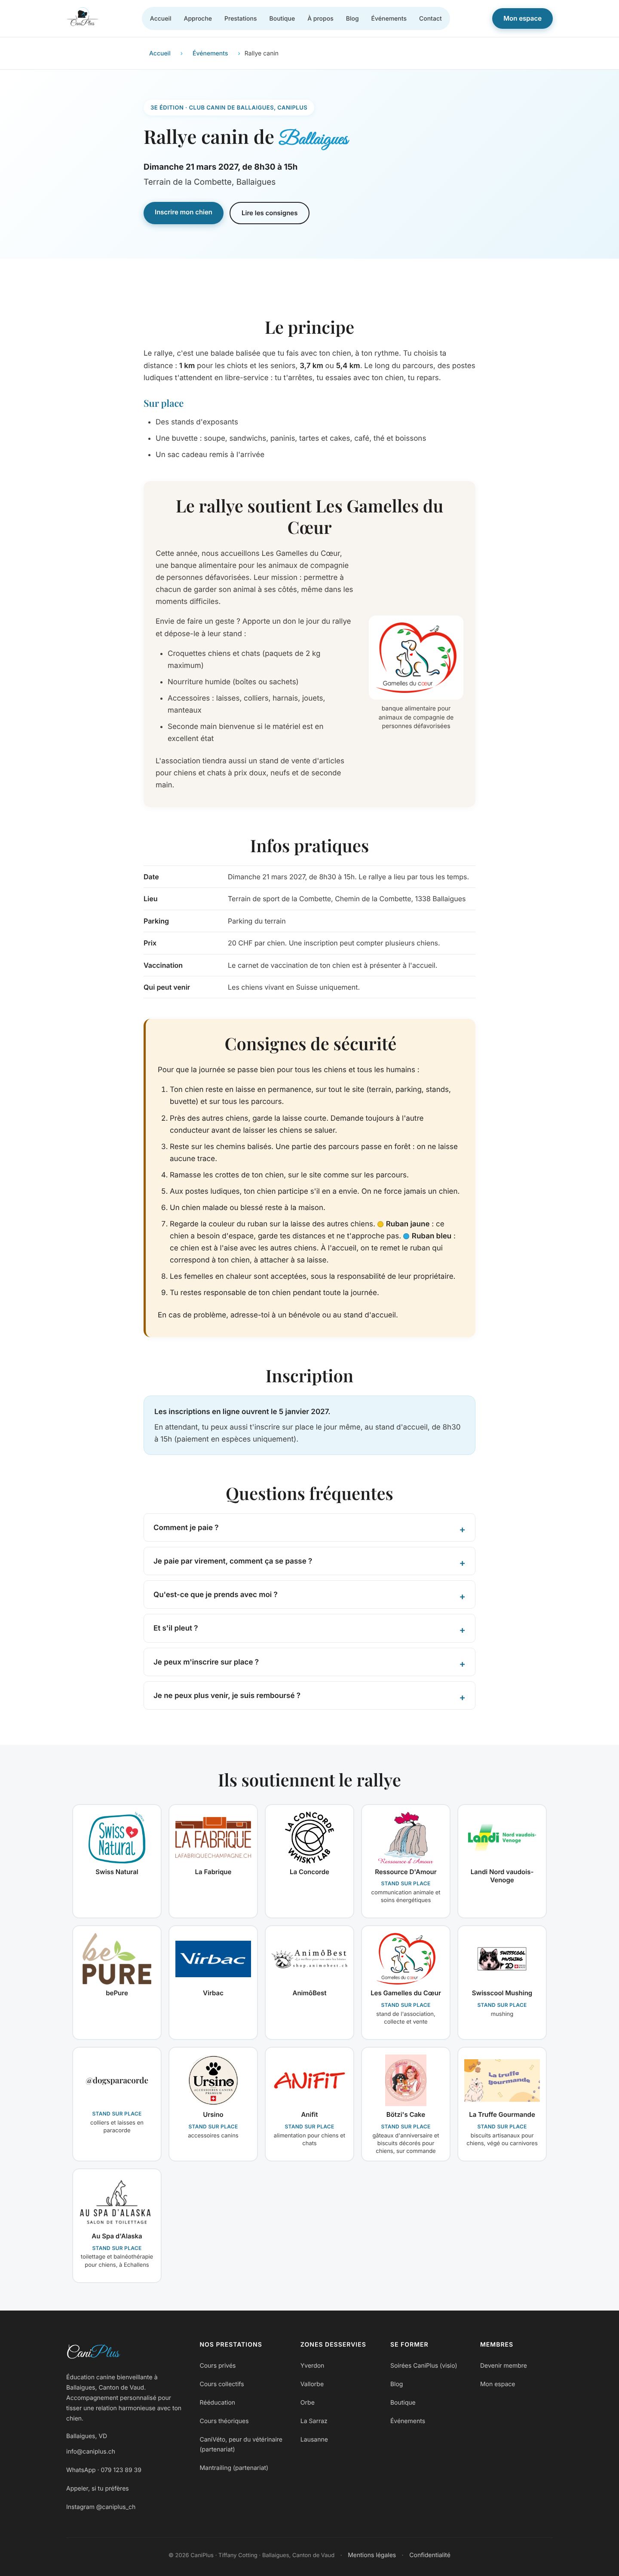 CaniPlus
Accueil
Approche
Prestations
Boutique
À propos
Blog
Événements
Contact
Mon espace
Accueil › Événements › Rallye canin
3E ÉDITION · CLUB CANIN DE BALLAIGUES, CANIPLUS
Rallye canin de Ballaigues
Dimanche 21 mars 2027, de 8h30 à 15h
Terrain de la Combette, Ballaigues
Inscrire mon chien
Lire les consignes
Le principe
Le rallye, c'est une balade balisée que tu fais avec ton chien, à ton rythme. Tu choisis ta
distance : 1 km pour les chiots et les seniors, 3,7 km ou 5,4 km. Le long du parcours, des postes
ludiques t'attendent en libre-service : tu t'arrêtes, tu essaies avec ton chien, tu repars.
Sur place
• Des stands d'exposants
• Une buvette : soupe, sandwichs, paninis, tartes et cakes, café, thé et boissons
• Un sac cadeau remis à l'arrivée
Le rallye soutient Les Gamelles du
Cœur
Cette année, nous accueillons Les Gamelles du Cœur,
une banque alimentaire pour les animaux de compagnie
de personnes défavorisées. Leur mission : permettre à
chacun de garder son animal à ses côtés, même dans les
moments difficiles.
Envie de faire un geste ? Apporte un don le jour du rallye
et dépose-le à leur stand :
• Croquettes chiens et chats (paquets de 2 kg
maximum)
• Nourriture humide (boîtes ou sachets)
• Accessoires : laisses, colliers, harnais, jouets,
manteaux
• Seconde main bienvenue si le matériel est en
excellent état
L'association tiendra aussi un stand de vente d'articles
pour chiens et chats à prix doux, neufs et de seconde
main.
Gamelles du cœur
banque alimentaire pour
animaux de compagnie de
personnes défavorisées
Infos pratiques
Date Dimanche 21 mars 2027, de 8h30 à 15h. Le rallye a lieu par tous les temps.
Lieu Terrain de sport de la Combette, Chemin de la Combette, 1338 Ballaigues
Parking Parking du terrain
Prix 20 CHF par chien. Une inscription peut compter plusieurs chiens.
Vaccination Le carnet de vaccination de ton chien est à présenter à l'accueil.
Qui peut venir Les chiens vivant en Suisse uniquement.
Consignes de sécurité
Pour que la journée se passe bien pour tous les chiens et tous les humains :
1. Ton chien reste en laisse en permanence, sur tout le site (terrain, parking, stands,
buvette) et sur tous les parcours.
2. Près des autres chiens, garde la laisse courte. Demande toujours à l'autre
conducteur avant de laisser les chiens se saluer.
3. Reste sur les chemins balisés. Une partie des parcours passe en forêt : on ne laisse
aucune trace.
4. Ramasse les crottes de ton chien, sur le site comme sur les parcours.
5. Aux postes ludiques, ton chien participe s'il en a envie. On ne force jamais un chien.
6. Un chien malade ou blessé reste à la maison.
7. Regarde la couleur du ruban sur la laisse des autres chiens. Ruban jaune : ce
chien a besoin d'espace, garde tes distances et ne t'approche pas. Ruban bleu :
ce chien est à l'aise avec les autres chiens. À l'accueil, on te remet le ruban qui
correspond à ton chien, à attacher à sa laisse.
8. Les femelles en chaleur sont acceptées, sous la responsabilité de leur propriétaire.
9. Tu restes responsable de ton chien pendant toute la journée.
En cas de problème, adresse-toi à un bénévole ou au stand d'accueil.
Inscription
Les inscriptions en ligne ouvrent le 5 janvier 2027.
En attendant, tu peux aussi t'inscrire sur place le jour même, au stand d'accueil, de 8h30
à 15h (paiement en espèces uniquement).
Questions fréquentes
Comment je paie ? +
Je paie par virement, comment ça se passe ? +
Qu'est-ce que je prends avec moi ? +
Et s'il pleut ? +
Je peux m'inscrire sur place ? +
Je ne peux plus venir, je suis remboursé ? +
Ils soutiennent le rallye
Swiss
Natural
Swiss Natural
LA FABRIQUE
LAFABRIQUECHAMPAGNE.CH
La Fabrique
LA CONCORDE
WHISKY LAB
La Concorde
Ressource d'Amour
Ressource D'Amour
STAND SUR PLACE
communication animale et
soins énergétiques
Landi Nord vaudois-
Venoge
Landi Nord vaudois-
Venoge
be
PURE
bePure
Virbac
Virbac
AnimôBest
shop.animobest.ch
AnimôBest
Gamelles du cœur
Les Gamelles du Cœur
STAND SUR PLACE
stand de l'association,
collecte et vente
SWISSCOOL
MUSHING
Swisscool Mushing
STAND SUR PLACE
mushing
@dogsparacorde
STAND SUR PLACE
colliers et laisses en
paracorde
Ursino
Ursino
STAND SUR PLACE
accessoires canins
ANiFiT
Anifit
STAND SUR PLACE
alimentation pour chiens et
chats
Bötzi's Cake
STAND SUR PLACE
gâteaux d'anniversaire et
biscuits décorés pour
chiens, sur commande
La truffe
gourmande
La Truffe Gourmande
STAND SUR PLACE
biscuits artisanaux pour
chiens, végé ou carnivores
AU SPA D'ALASKA
SALON DE TOILETTAGE
Au Spa d'Alaska
STAND SUR PLACE
toilettage et balnéothérapie
pour chiens, à Echallens
CaniPlus
Éducation canine bienveillante à
Ballaigues, Canton de Vaud.
Accompagnement personnalisé pour
tisser une relation harmonieuse avec ton
chien.
Ballaigues, VD
info@caniplus.ch
WhatsApp · 079 123 89 39
Appeler, si tu préfères
Instagram @caniplus_ch
NOS PRESTATIONS
Cours privés
Cours collectifs
Rééducation
Cours théoriques
CaniVéto, peur du vétérinaire
(partenariat)
Mantrailing (partenariat)
ZONES DESSERVIES
Yverdon
Vallorbe
Orbe
La Sarraz
Lausanne
SE FORMER
Soirées CaniPlus (visio)
Blog
Boutique
Événements
MEMBRES
Devenir membre
Mon espace
© 2026 CaniPlus · Tiffany Cotting · Ballaigues, Canton de Vaud · Mentions légales · Confidentialité